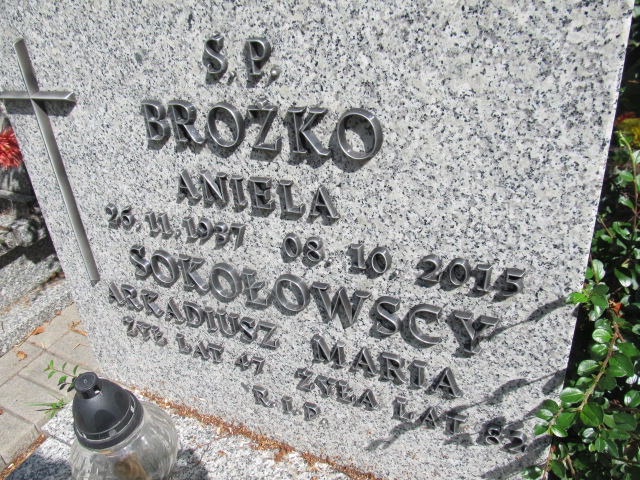 Ś.P.
BROŻKO
ANIELA
26.11.1937 08.10.2015
SOKOŁOWSCY
ARKADIUSZ MARIA
ŻYŁ LAT 47 ŻYŁA LAT 82
R.I.P.